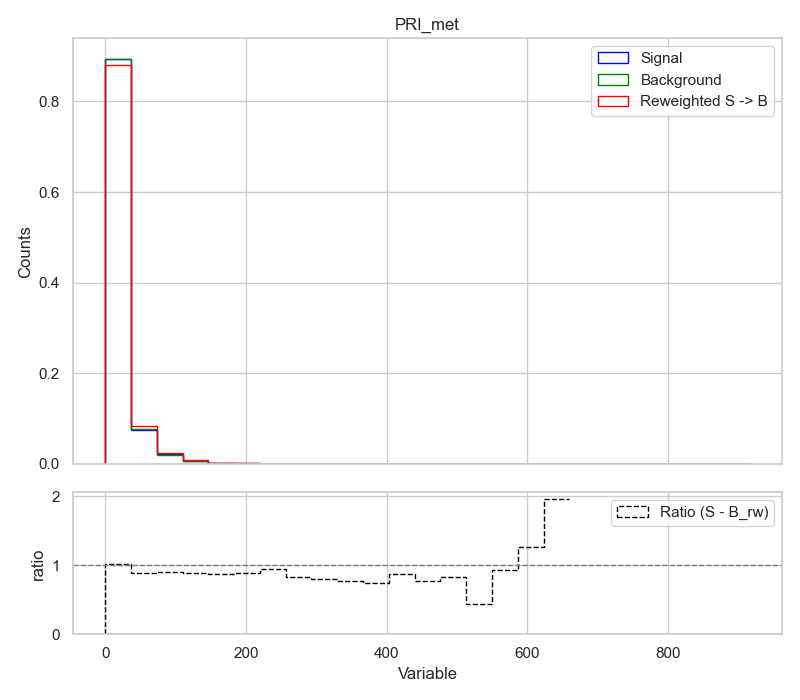 PRI_met
Signal
Background
Reweighted S -> B
0.8
0.6
0.4
0.2
0.0
Counts
Ratio (S - B_rw)
2
1
0
ratio
0 200 400 600 800
Variable